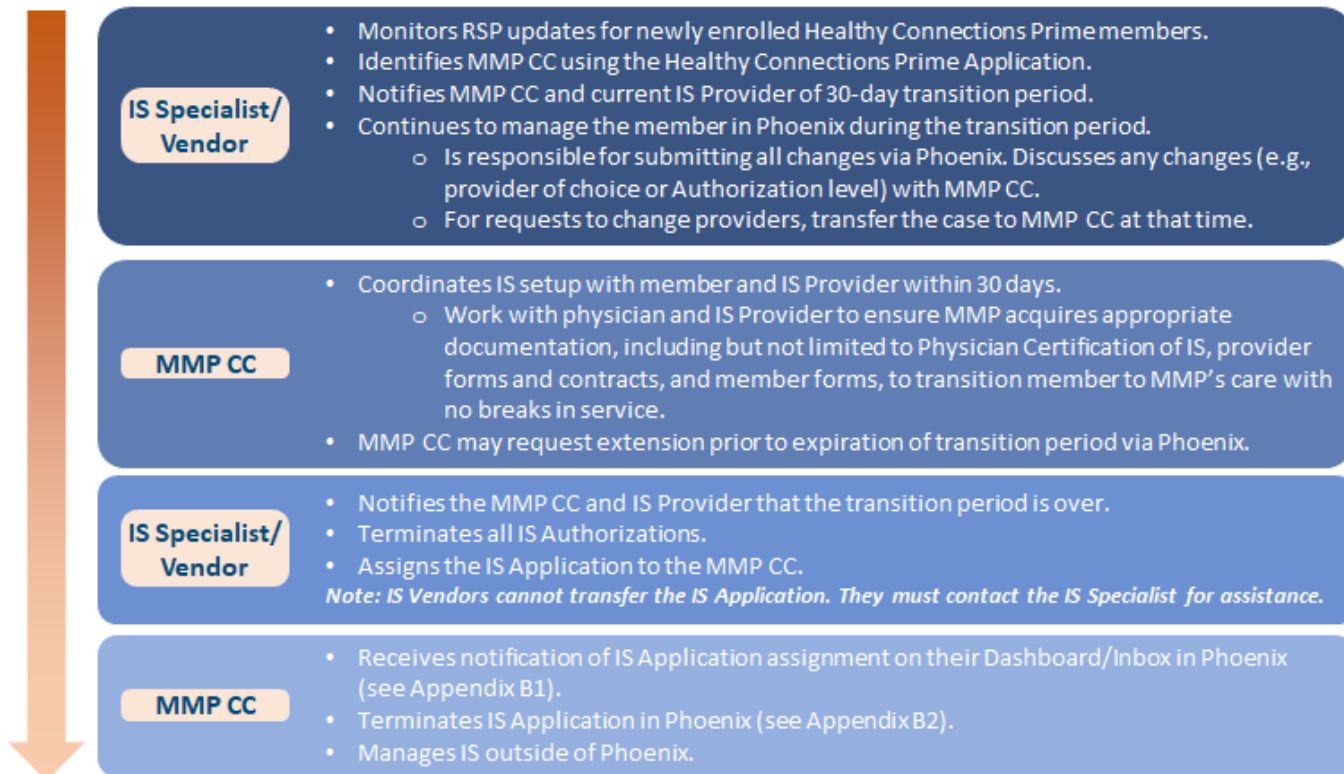 • Monitors RSP updates for newly enrolled Healthy Connections Prime members.
• Identifies MMP CC using the Healthy Connections Prime Application.
IS Specialist/
Vendor
• Notifies MMP CC and current IS Provider of 30-day transition period.
• Continues to manage the member in Phoenix during the transition period.
o Is responsible for submitting all changes via Phoenix. Discusses any changes (e.g.,
provider of choice or Authorization level) with MMP CC.
o For requests to change providers, transfer the case to MMP CC at that time.
MMP CC
• Coordinates IS setup with member and IS Provider within 30 days.
o Work with physician and IS Provider to ensure MMP acquires appropriate
documentation, including but not limited to Physician Certification of IS, provider
forms and contracts, and member forms, to transition member to MMP's care with
no breaks in service.
• MMP CC may request extension prior to expiration of transition period via Phoenix.
IS Specialist/
Vendor
• Notifies the MMP CC and IS Provider that the transition period is over.
• Terminates all IS Authorizations.
• Assigns the IS Application to the MMP CC.
Note: IS Vendors cannot transfer the IS Application. They must contact the IS Specialist for assistance.
MMP CC
• Receives notification of IS Application assignment on their Dashboard/Inbox in Phoenix
(see Appendix B1).
• Terminates IS Application in Phoenix (see Appendix B2).
• Manages IS outside of Phoenix.